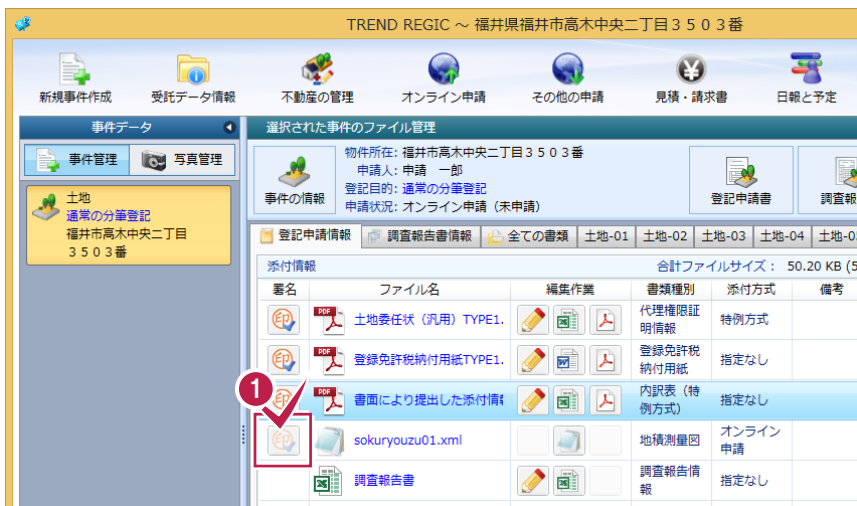 TREND REGIC ～ 福井県福井市高木中央二丁目３５０３番
新規事件作成
受託データ情報
不動産の管理
オンライン申請
その他の申請
見積・請求書
日報と予定
事件データ
選択された事件のファイル管理
事件管理
写真管理
土地
通常の分筆登記
福井市高木中央二丁目
３５０３番
事件の情報
物件所在: 福井市高木中央二丁目３５０３番
申請人: 申請　一郎
登記目的: 通常の分筆登記
申請状況: オンライン申請（未申請）
登記申請書
調査報
登記申請情報
調査報告書情報
全ての書類
土地-01
土地-02
土地-03
土地-04
土地-0
添付情報
合計ファイルサイズ： 50.20 KB (5
署名
ファイル名
編集作業
書類種別
添付方式
備考
土地委任状（汎用）TYPE1.
代理権限証
明情報
特例方式
登録免許税納付用紙TYPE1.
登録免許税
納付用紙
指定なし
1
書面により提出した添付情報
内訳表（特
例方式）
指定なし
sokuryouzu01.xml
地積測量図
オンライン
申請
調査報告書
調査報告情
報
指定なし